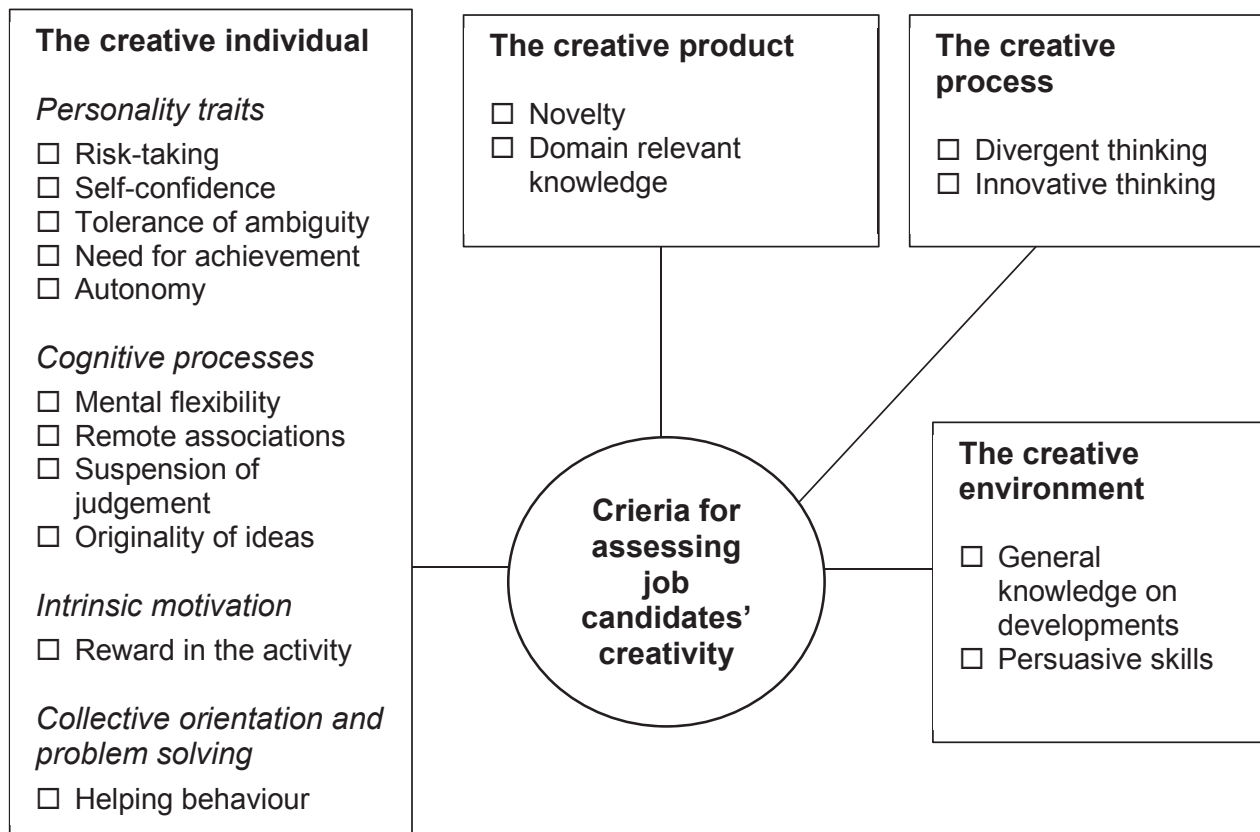 The creative individual
Personality traits
☐ Risk-taking
☐ Self-confidence
☐ Tolerance of ambiguity
☐ Need for achievement
☐ Autonomy
Cognitive processes
☐ Mental flexibility
☐ Remote associations
☐ Suspension of
judgement
☐ Originality of ideas
Intrinsic motivation
☐ Reward in the activity
Collective orientation and
problem solving
☐ Helping behaviour
The creative product
☐ Novelty
☐ Domain relevant
knowledge
The creative
process
☐ Divergent thinking
☐ Innovative thinking
Crieria for
assessing
job
candidates’
creativity
The creative
environment
☐ General
knowledge on
developments
☐ Persuasive skills